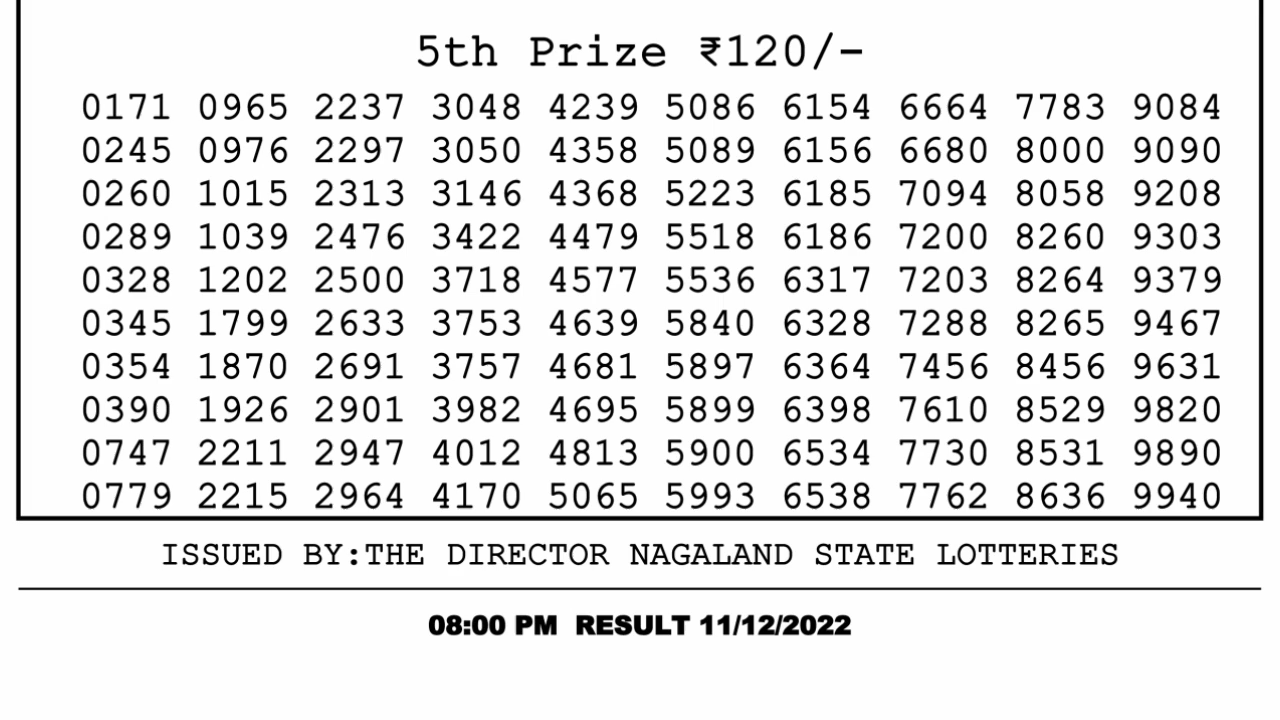 5th Prize ₹120/-
0171 0965 2237 3048 4239 5086 6154 6664 7783 9084
0245 0976 2297 3050 4358 5089 6156 6680 8000 9090
0260 1015 2313 3146 4368 5223 6185 7094 8058 9208
0289 1039 2476 3422 4479 5518 6186 7200 8260 9303
0328 1202 2500 3718 4577 5536 6317 7203 8264 9379
0345 1799 2633 3753 4639 5840 6328 7288 8265 9467
0354 1870 2691 3757 4681 5897 6364 7456 8456 9631
0390 1926 2901 3982 4695 5899 6398 7610 8529 9820
0747 2211 2947 4012 4813 5900 6534 7730 8531 9890
0779 2215 2964 4170 5065 5993 6538 7762 8636 9940
ISSUED BY:THE DIRECTOR NAGALAND STATE LOTTERIES
08:00 PM RESULT 11/12/2022